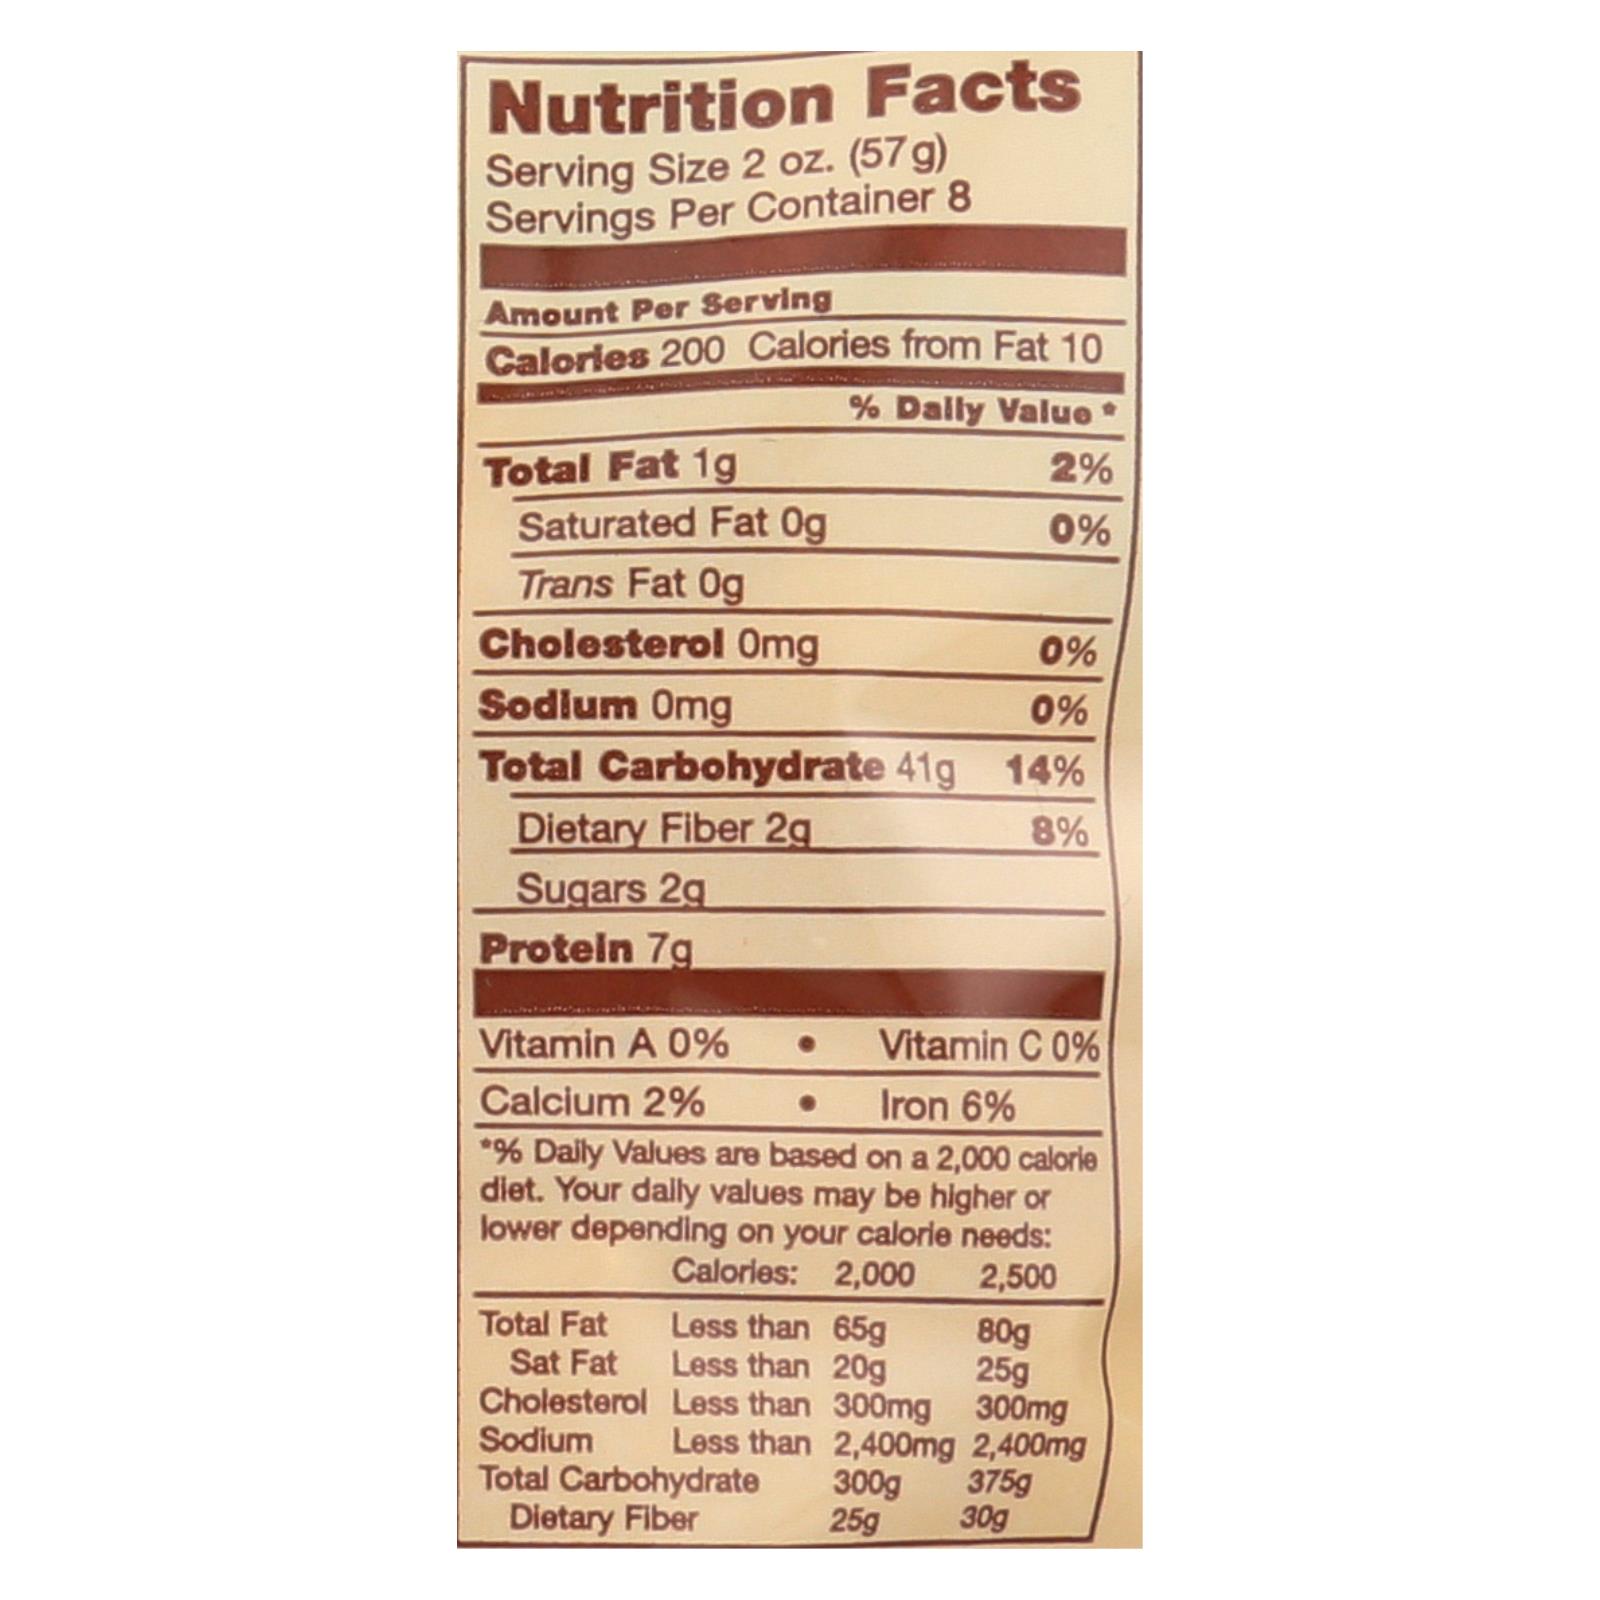 Nutrition Facts
Serving Size 2 oz. (57g)
Servings Per Container 8
Amount Per Serving
Calories 200 Calories from Fat 10
% Daily Value *
Total Fat 1g 2%
Saturated Fat 0g 0%
Trans Fat 0g
Cholesterol 0mg 0%
Sodium 0mg 0%
Total Carbohydrate 41g 14%
Dietary Fiber 2g 8%
Sugars 2g
Protein 7g
Vitamin A 0% • Vitamin C 0%
Calcium 2% • Iron 6%
*% Daily Values are based on a 2,000 calorie
diet. Your daily values may be higher or
lower depending on your calorie needs:
Calories: 2,000 2,500
Total Fat Less than 65g 80g
Sat Fat Less than 20g 25g
Cholesterol Less than 300mg 300mg
Sodium Less than 2,400mg 2,400mg
Total Carbohydrate 300g 375g
Dietary Fiber 25g 30g